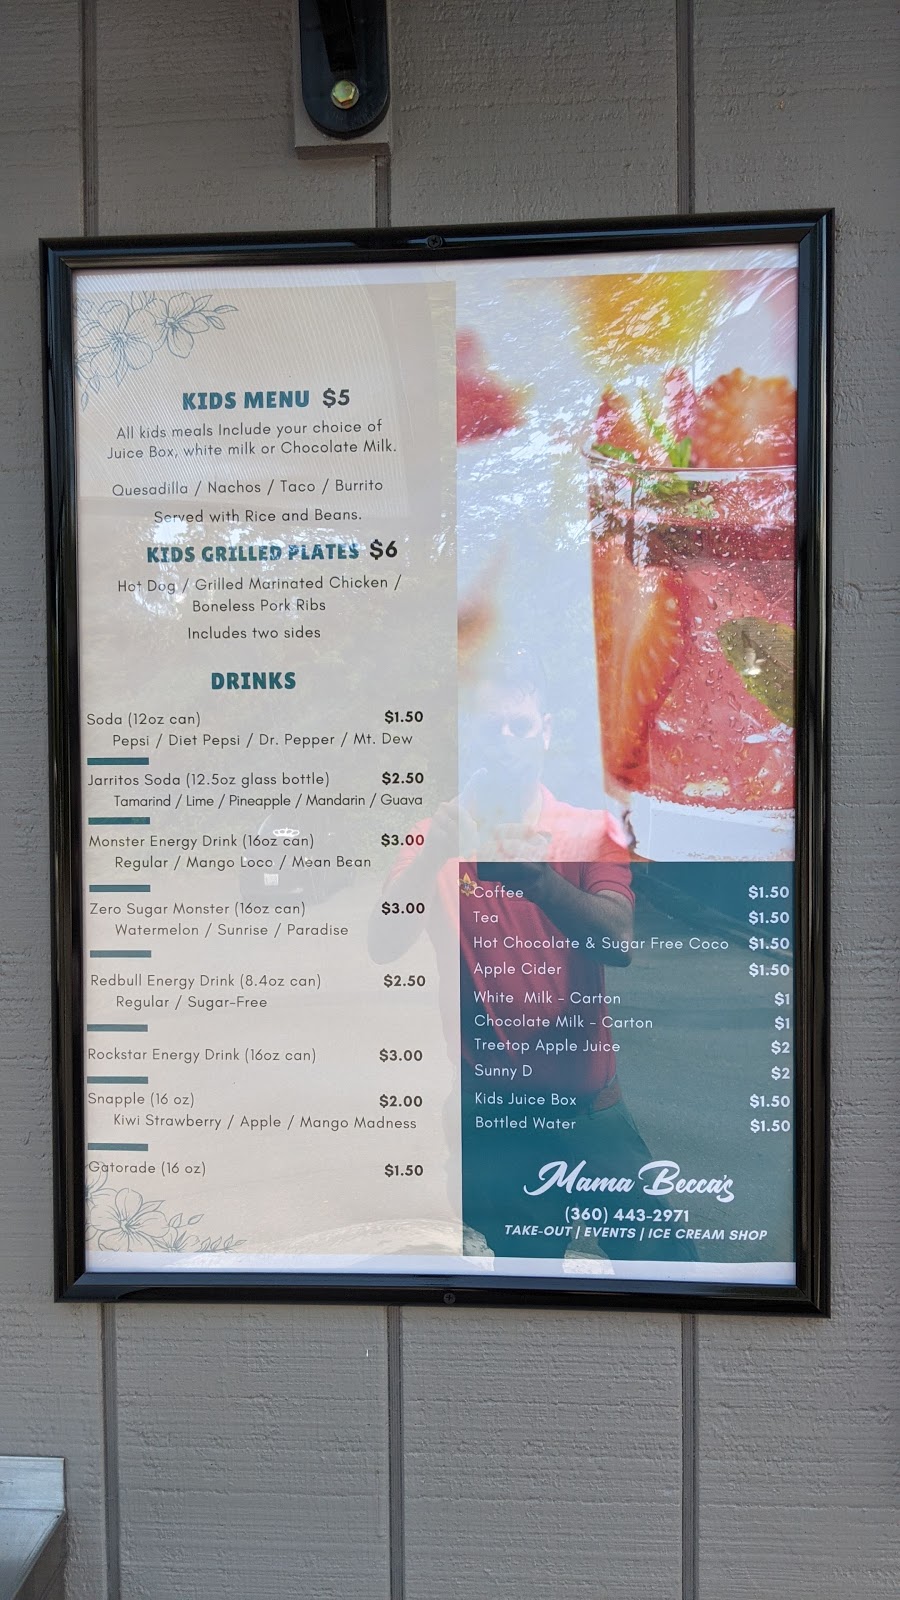 KIDS MENU $5
All kids meals Include your choice of
Juice Box, white milk or Chocolate Milk.
Quesadilla / Nachos / Taco / Burrito
Served with Rice and Beans.
KIDS GRILLED PLATES $6
Hot Dog / Grilled Marinated Chicken /
Boneless Pork Ribs
Includes two sides
DRINKS
Soda (12oz can) $1.50
Pepsi / Diet Pepsi / Dr. Pepper / Mt. Dew
Jarritos Soda (12.5oz glass bottle) $2.50
Tamarind / Lime / Pineapple / Mandarin / Guava
Monster Energy Drink (16oz can) $3.00
Regular / Mango Loco / Mean Bean
Zero Sugar Monster (16oz can) $3.00
Watermelon / Sunrise / Paradise
Redbull Energy Drink (8.4oz can) $2.50
Regular / Sugar-Free
Rockstar Energy Drink (16oz can) $3.00
Snapple (16 oz) $2.00
Kiwi Strawberry / Apple / Mango Madness
Gatorade (16 oz) $1.50
Coffee $1.50
Tea $1.50
Hot Chocolate & Sugar Free Coco $1.50
Apple Cider $1.50
White Milk - Carton $1
Chocolate Milk - Carton $1
Treetop Apple Juice $2
Sunny D $2
Kids Juice Box $1.50
Bottled Water $1.50
Mama Becca's
(360) 443-2971
TAKE-OUT | EVENTS | ICE CREAM SHOP